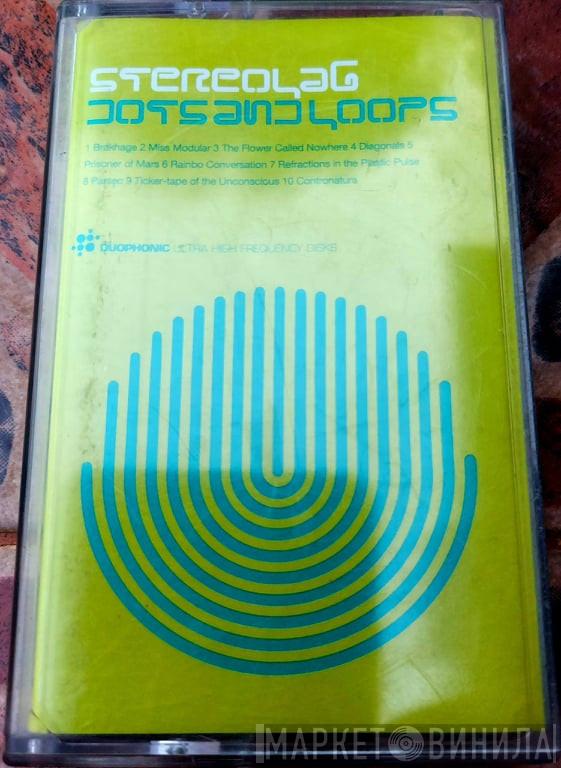 Stereolab
Dots and Loops
1 Brakhage 2 Miss Modular 3 The Flower Called Nowhere 4 Diagonals 5
Prisoner of Mars 6 Rainbo Conversation 7 Refractions in the Plastic Pulse
8 Parsec 9 Ticker-tape of the Unconscious 10 Contronatura
DUOPHONIC ULTRA HIGH FREQUENCY DISKS
МАРКЕТ ВИНИЛА